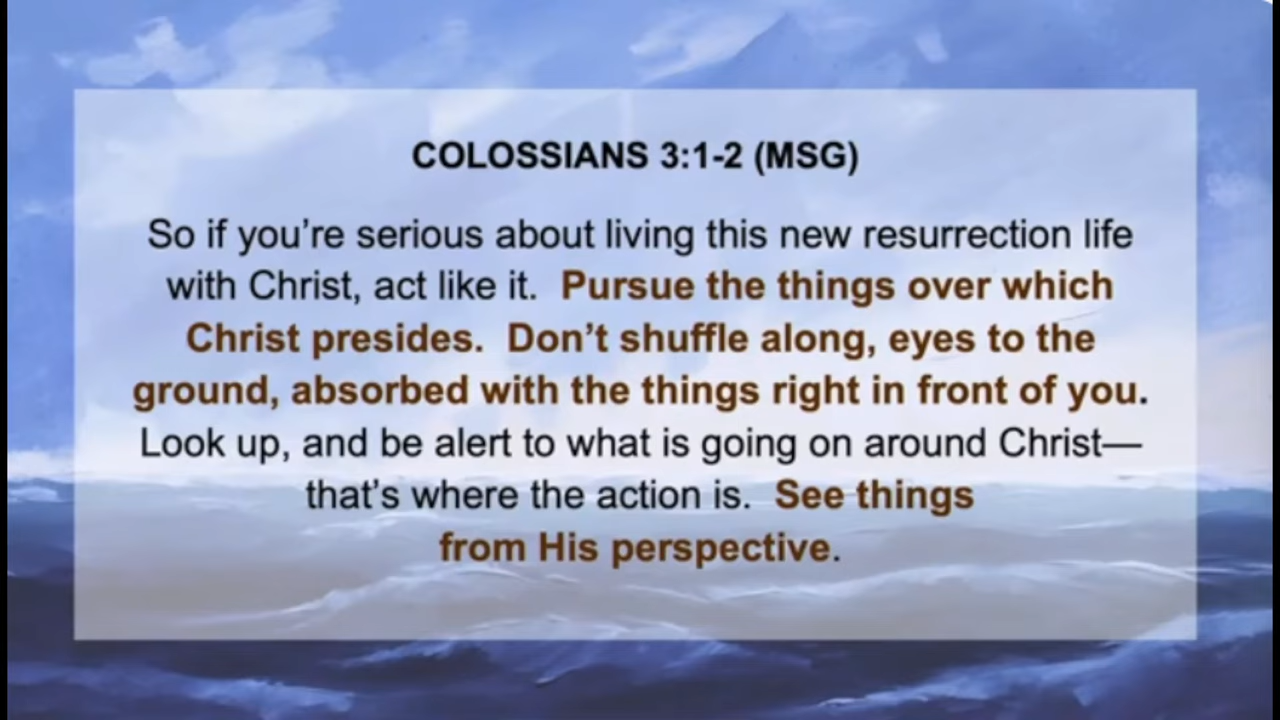 COLOSSIANS 3:1-2 (MSG)
So if you’re serious about living this new resurrection life
with Christ, act like it.  Pursue the things over which
Christ presides.  Don’t shuffle along, eyes to the
ground, absorbed with the things right in front of you.
Look up, and be alert to what is going on around Christ—
that’s where the action is.  See things
from His perspective.